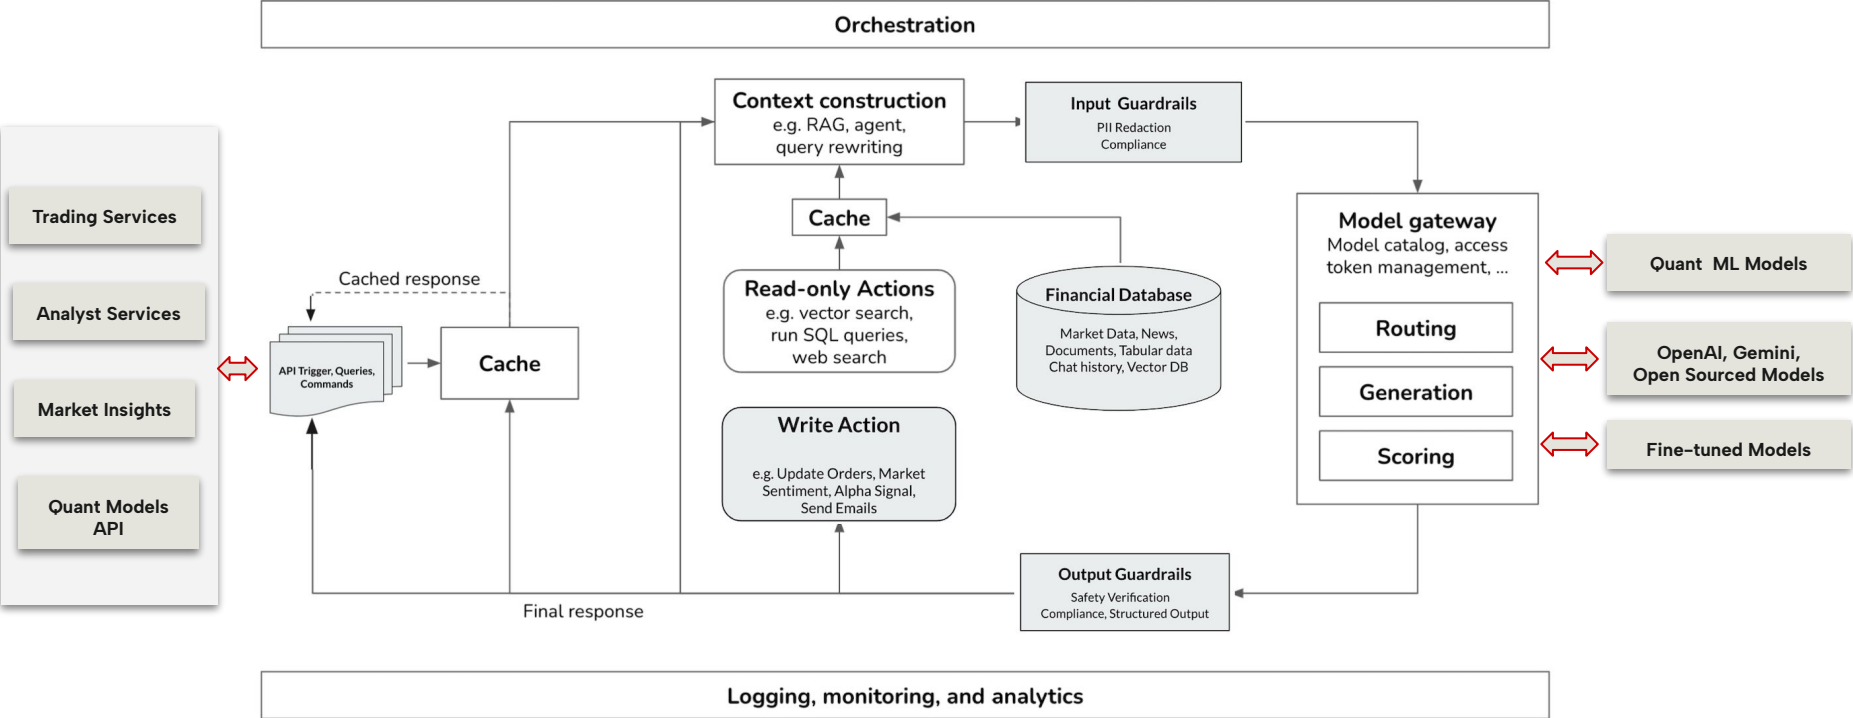 Orchestration
Trading Services
Analyst Services
Market Insights
Quant Models
API
Cached response
API Trigger, Queries,
Commands
Cache
Context construction
e.g. RAG, agent,
query rewriting
Cache
Read-only Actions
e.g. vector search,
run SQL queries,
web search
Write Action
e.g. Update Orders, Market
Sentiment, Alpha Signal,
Send Emails
Final response
Input Guardrails
PII Redaction
Compliance
Financial Database
Market Data, News,
Documents, Tabular data
Chat history, Vector DB
Output Guardrails
Safety Verification
Compliance, Structured Output
Model gateway
Model catalog, access
token management, ...
Routing
Generation
Scoring
Quant ML Models
OpenAI, Gemini,
Open Sourced Models
Fine-tuned Models
Logging, monitoring, and analytics